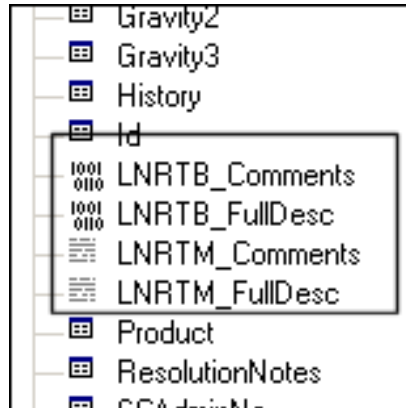 Gravity2
Gravity3
History
Id
LNRTB_Comments
LNRTB_FullDesc
LNRTM_Comments
LNRTM_FullDesc
Product
ResolutionNotes